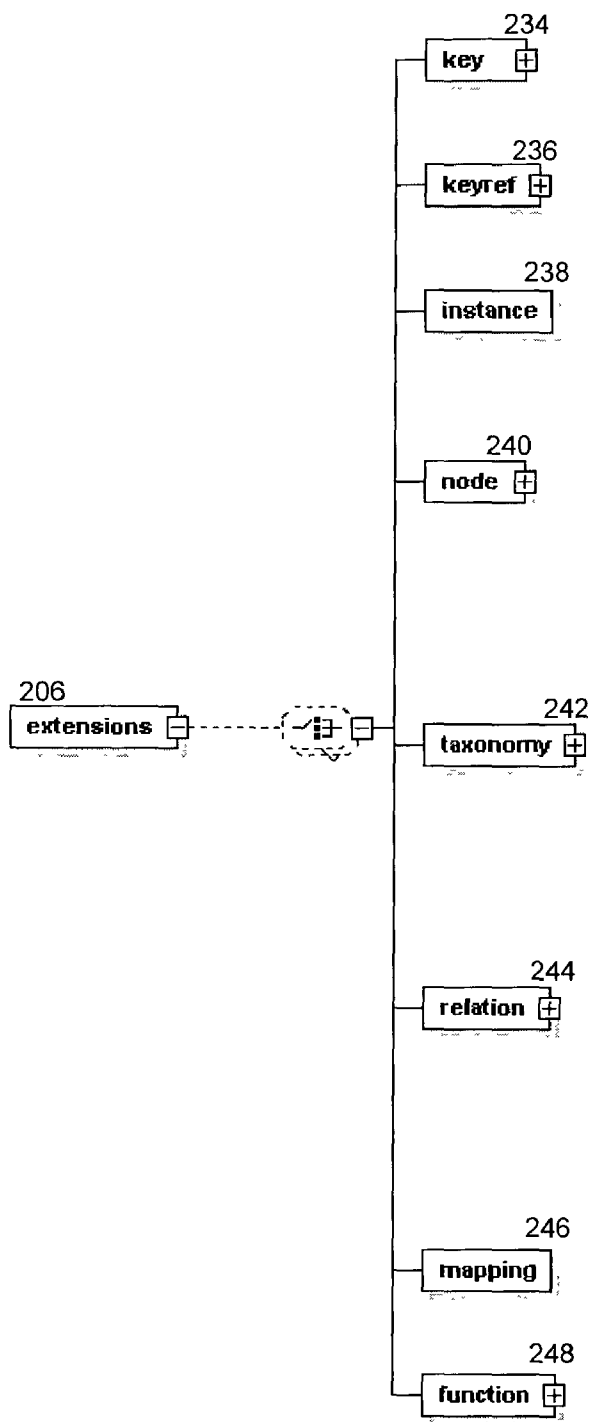 234
key
236
keyref
238
instance
240
node
206
extensions
242
taxonomy
244
relation
246
mapping
248
function